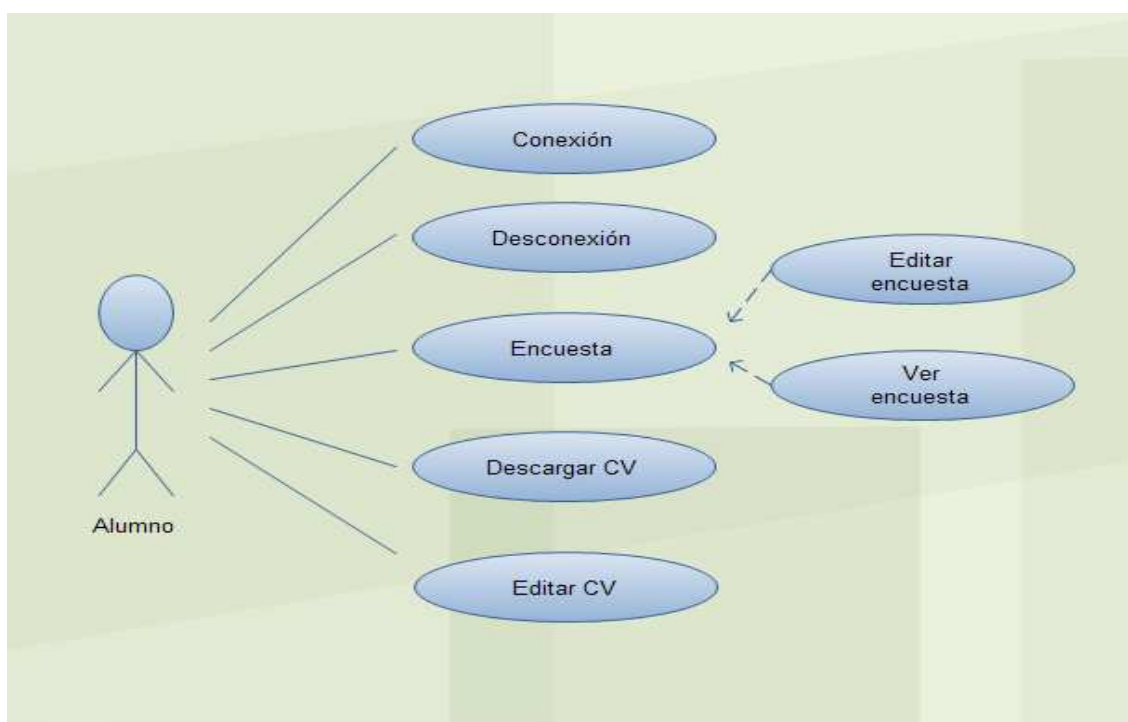 Conexión
Desconexión
Editar
encuesta
Encuesta
Ver
encuesta
Descargar CV
Alumno
Editar CV